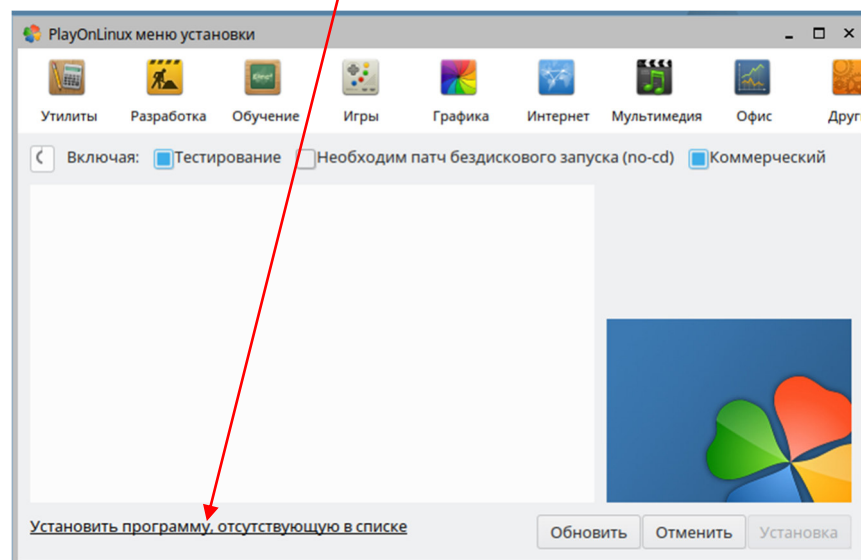 PlayOnLinux меню установки
Утилиты Разработка Обучение Игры Графика Интернет Мультимедия Офис
Включая: Тестирование Необходим патч бездискового запуска (no-cd) Коммерческий
Установить программу, отсутствующую в списке
Обновить Отменить Установка